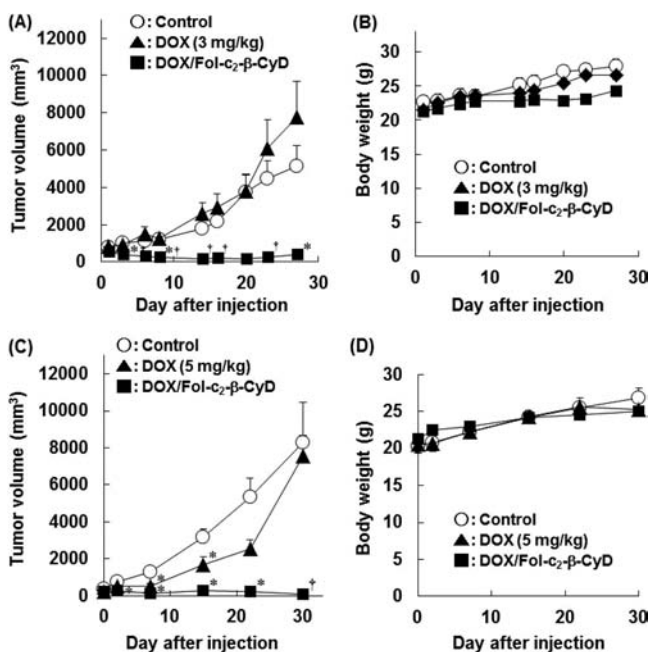 (A)
○: Control
▲: DOX (3 mg/kg)
■: DOX/Fol-c₂-β-CyD
Tumor volume (mm³)
12000
10000
8000
6000
4000
2000
0
*†
*†
†
†
†
*
0 10 20 30
Day after injection
(B)
Body weight (g)
30
25
20
15
10
5
0
○: Control
▲: DOX (3 mg/kg)
■: DOX/Fol-c₂-β-CyD
0 10 20 30
Day after injection
(C)
○: Control
▲: DOX (5 mg/kg)
■: DOX/Fol-c₂-β-CyD
Tumor volume (mm³)
12000
10000
8000
6000
4000
2000
0
*
*
*
*
*
*
†
0 10 20 30
Day after injection
(D)
Body weight (g)
30
25
20
15
10
5
0
○: Control
▲: DOX (5 mg/kg)
■: DOX/Fol-c₂-β-CyD
0 10 20 30
Day after injection